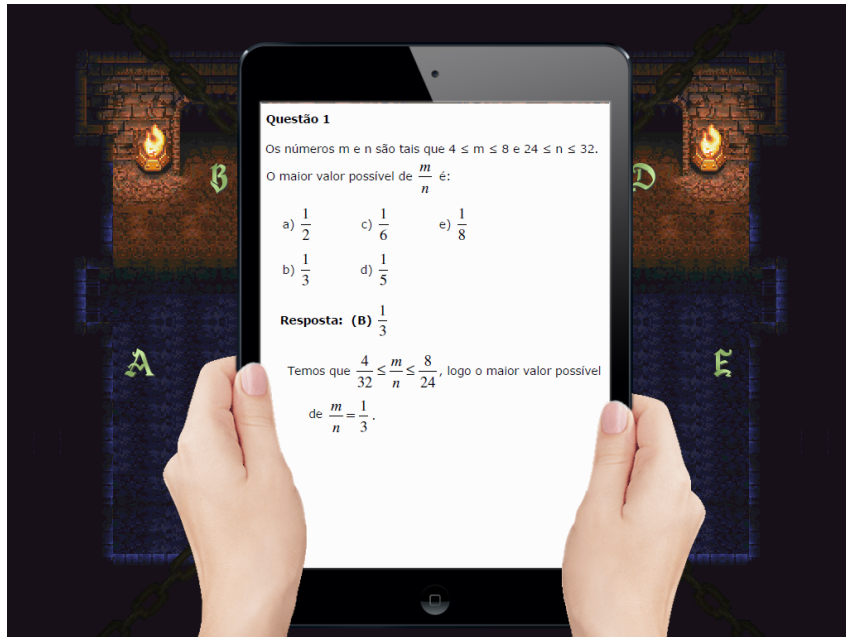 Questão 1
Os números m e n são tais que 4 ≤ m ≤ 8 e 24 ≤ n ≤ 32.
O maior valor possível de m/n é:
a) 1/2 c) 1/6 e) 1/8
b) 1/3 d) 1/5
Resposta: (B) 1/3
Temos que 4/32 ≤ m/n ≤ 8/24, logo o maior valor possível
de m/n = 1/3.
B
D
A
E